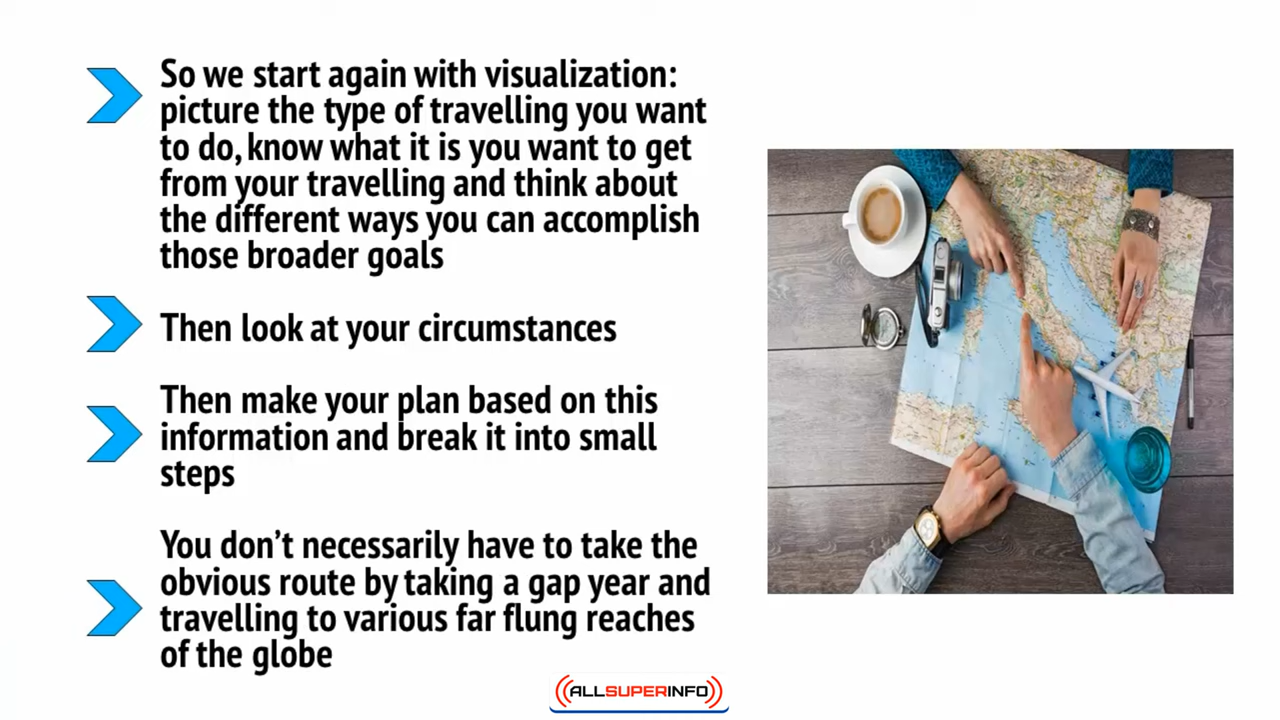 So we start again with visualization:
picture the type of travelling you want
to do, know what it is you want to get
from your travelling and think about
the different ways you can accomplish
those broader goals
Then look at your circumstances
Then make your plan based on this
information and break it into small
steps
You don’t necessarily have to take the
obvious route by taking a gap year and
travelling to various far flung reaches
of the globe
ALLSUPERINFO